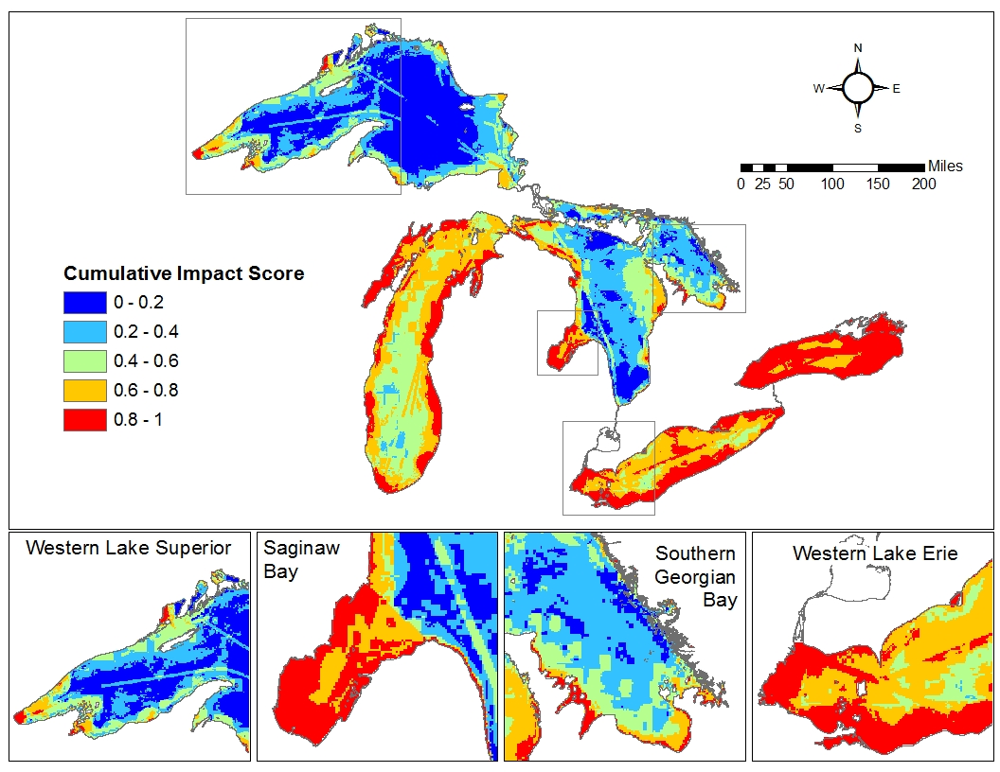 N
W E
S
Miles
0 25 50 100 150 200
Cumulative Impact Score
0 - 0.2
0.2 - 0.4
0.4 - 0.6
0.6 - 0.8
0.8 - 1
Western Lake Superior
Saginaw
Bay
Southern
Georgian
Bay
Western Lake Erie